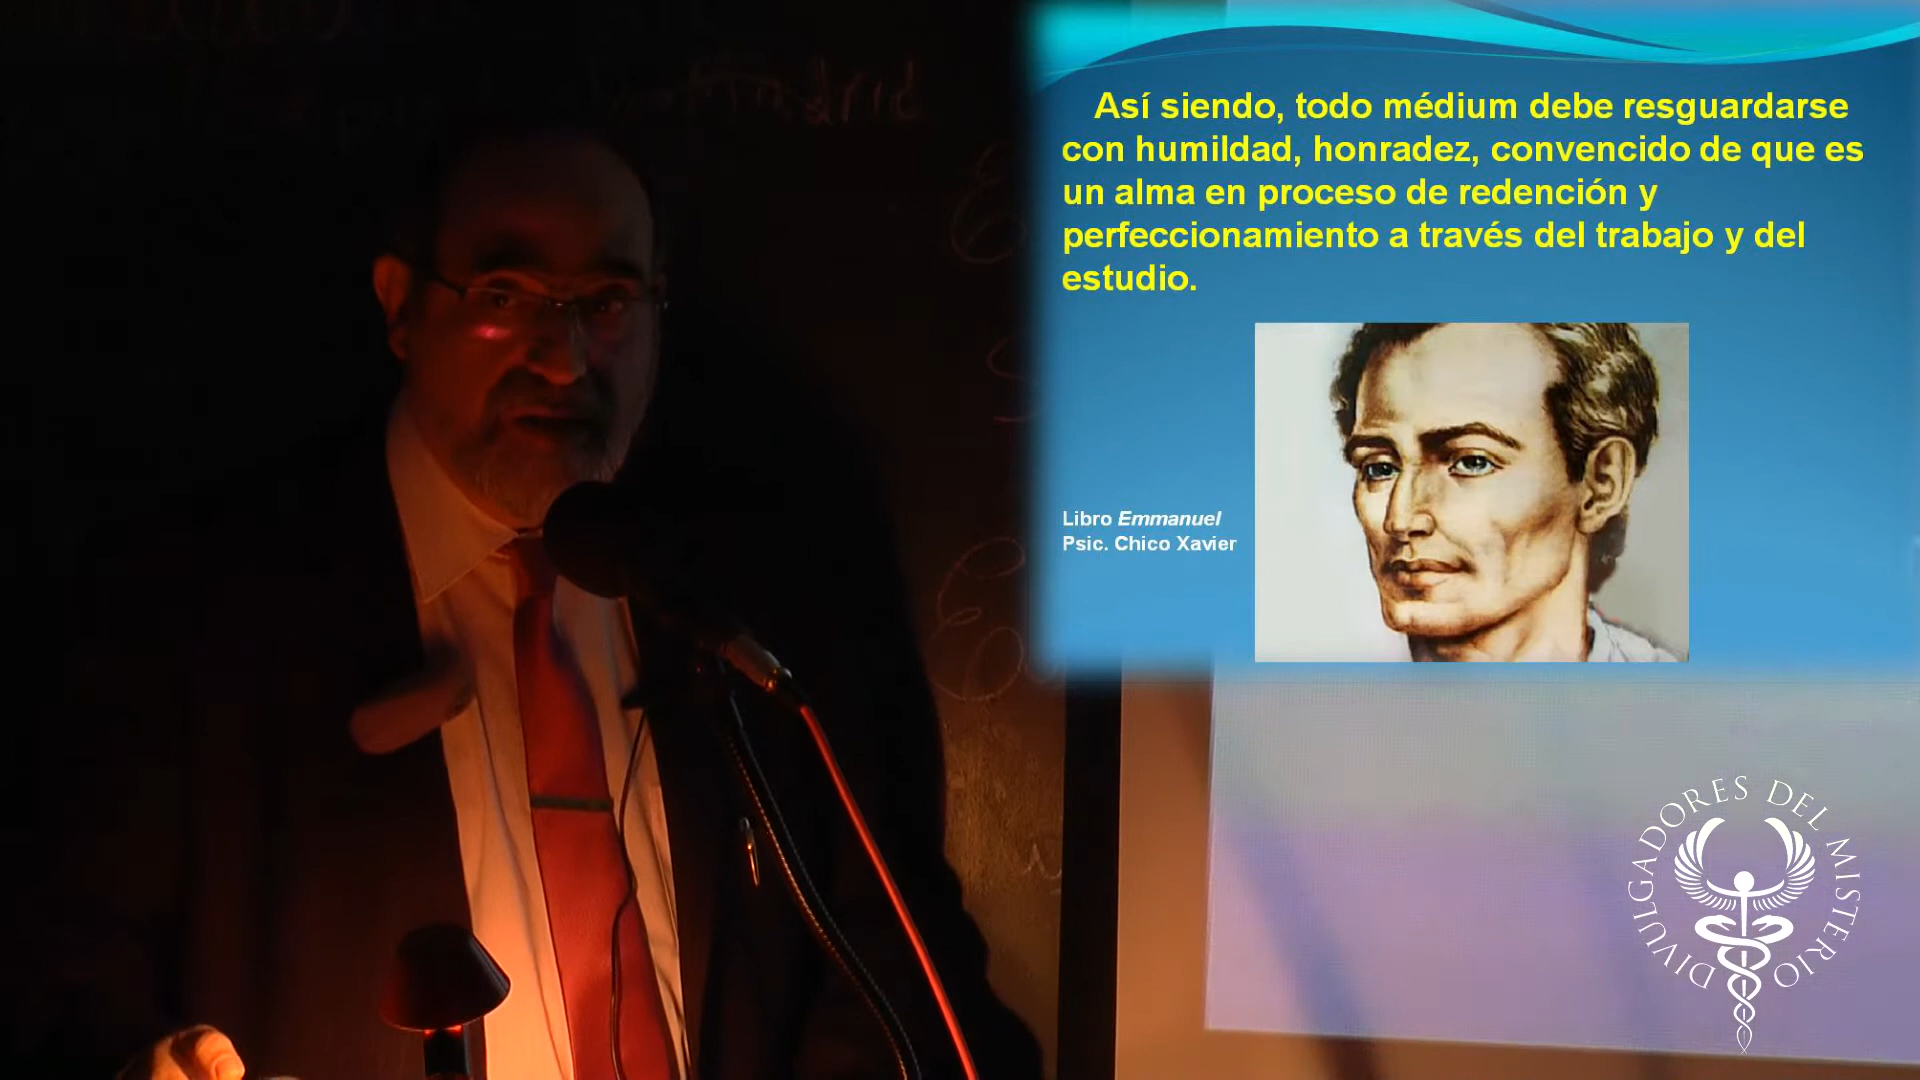 Así siendo, todo médium debe resguardarse
con humildad, honradez, convencido de que es
un alma en proceso de redención y
perfeccionamiento a través del trabajo y del
estudio.
Libro Emmanuel
Psic. Chico Xavier
DIVULGADORES DEL MISTERIO